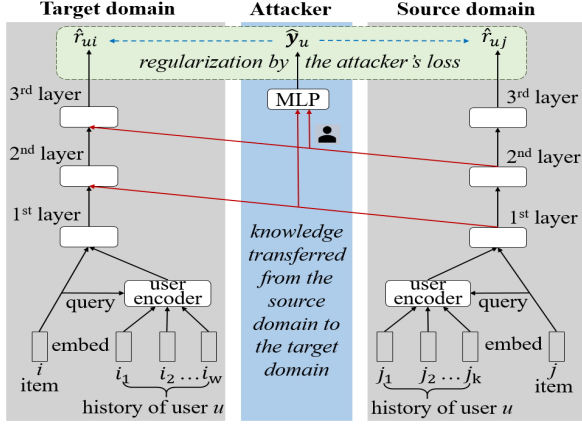 Target domain Attacker Source domain
r̂ui ŷu r̂uj
regularization by the attacker's loss
3rd layer MLP 3rd layer
2nd layer 2nd layer
1st layer 1st layer
knowledge
transferred
from the
source
domain to
the target
domain
user
encoder
query
embed
i
item
i1 i2 ... iw
history of user u
user
encoder
query
embed
j1 j2 ... jk
j
item
history of user u